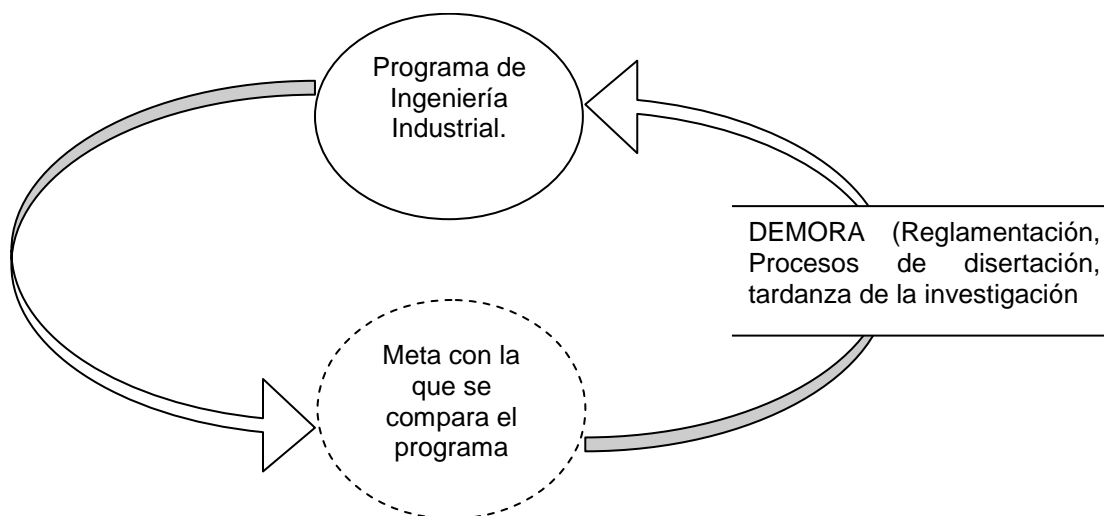 Programa de
Ingeniería
Industrial.
DEMORA (Reglamentación,
Procesos de disertación,
tardanza de la investigación
Meta con la
que se
compara el
programa